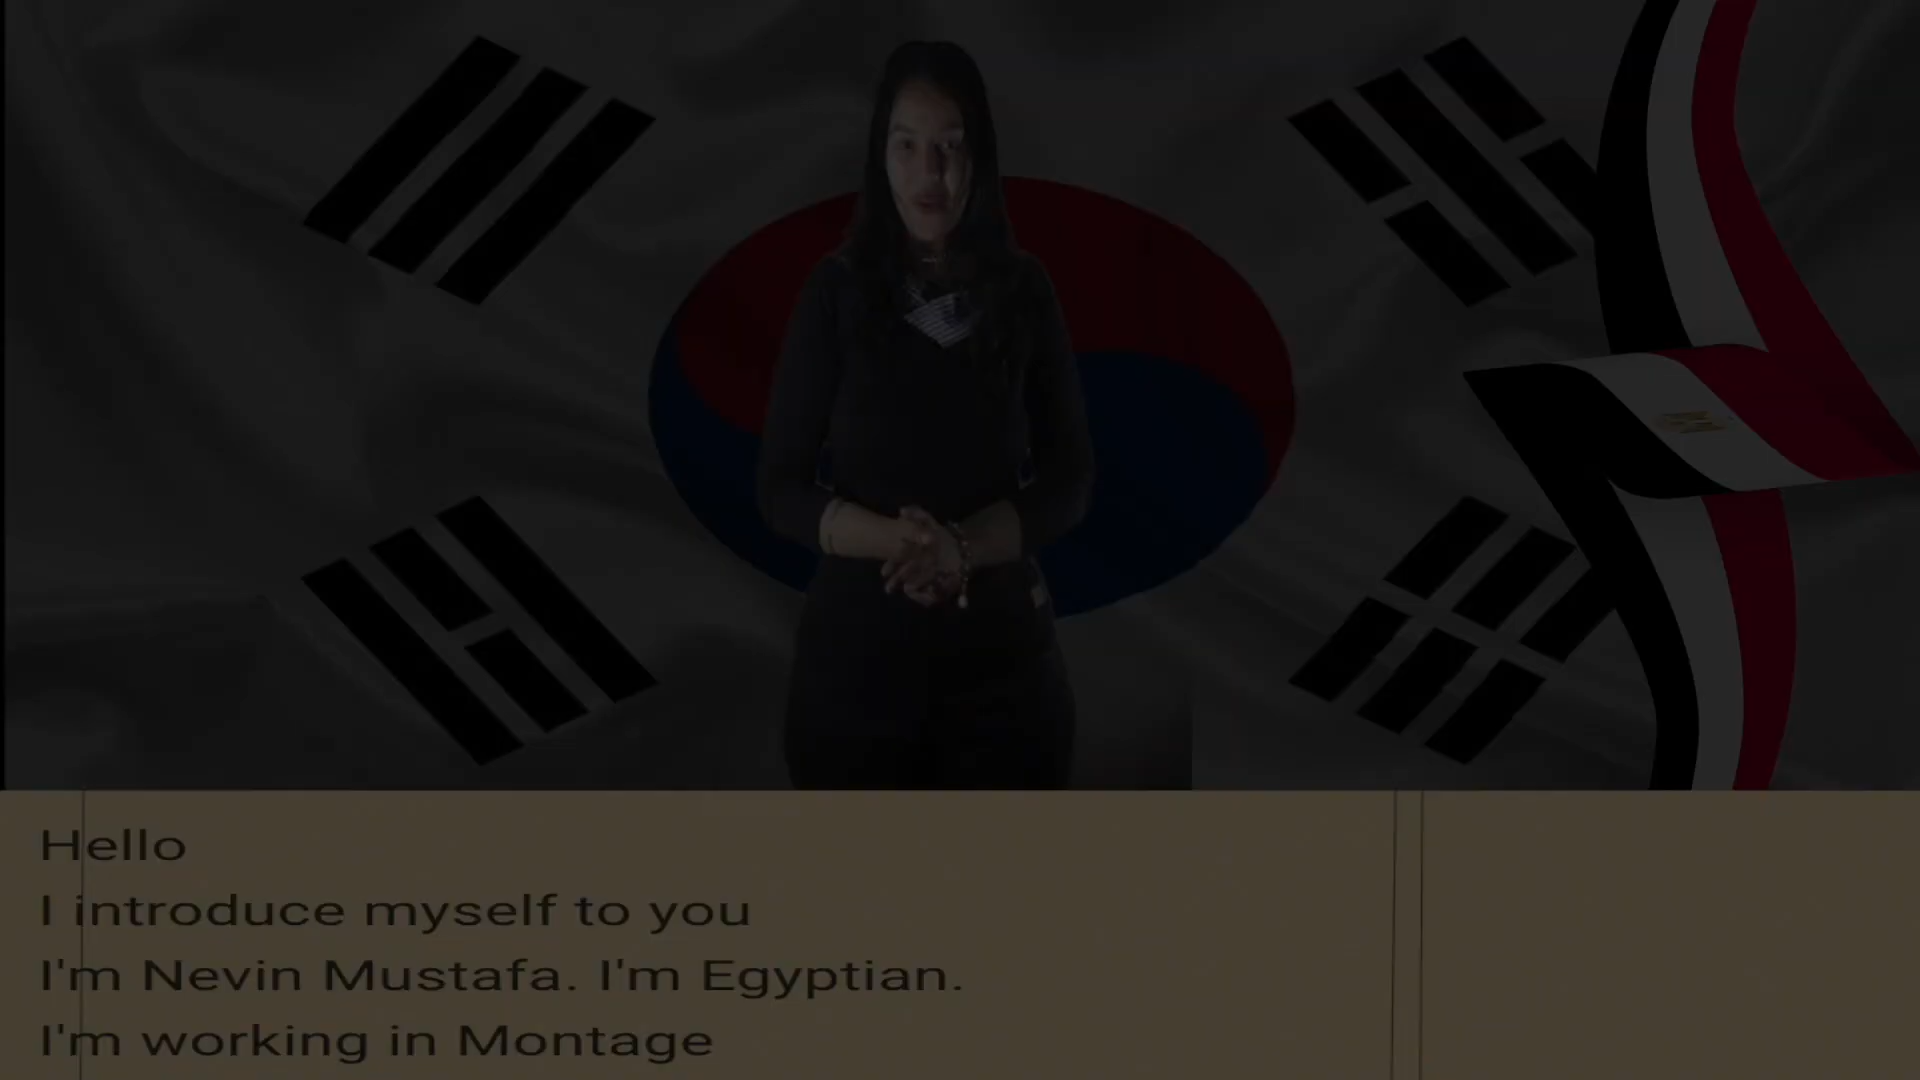 Hello
I introduce myself to you
I'm Nevin Mustafa. I'm Egyptian.
I'm working in Montage